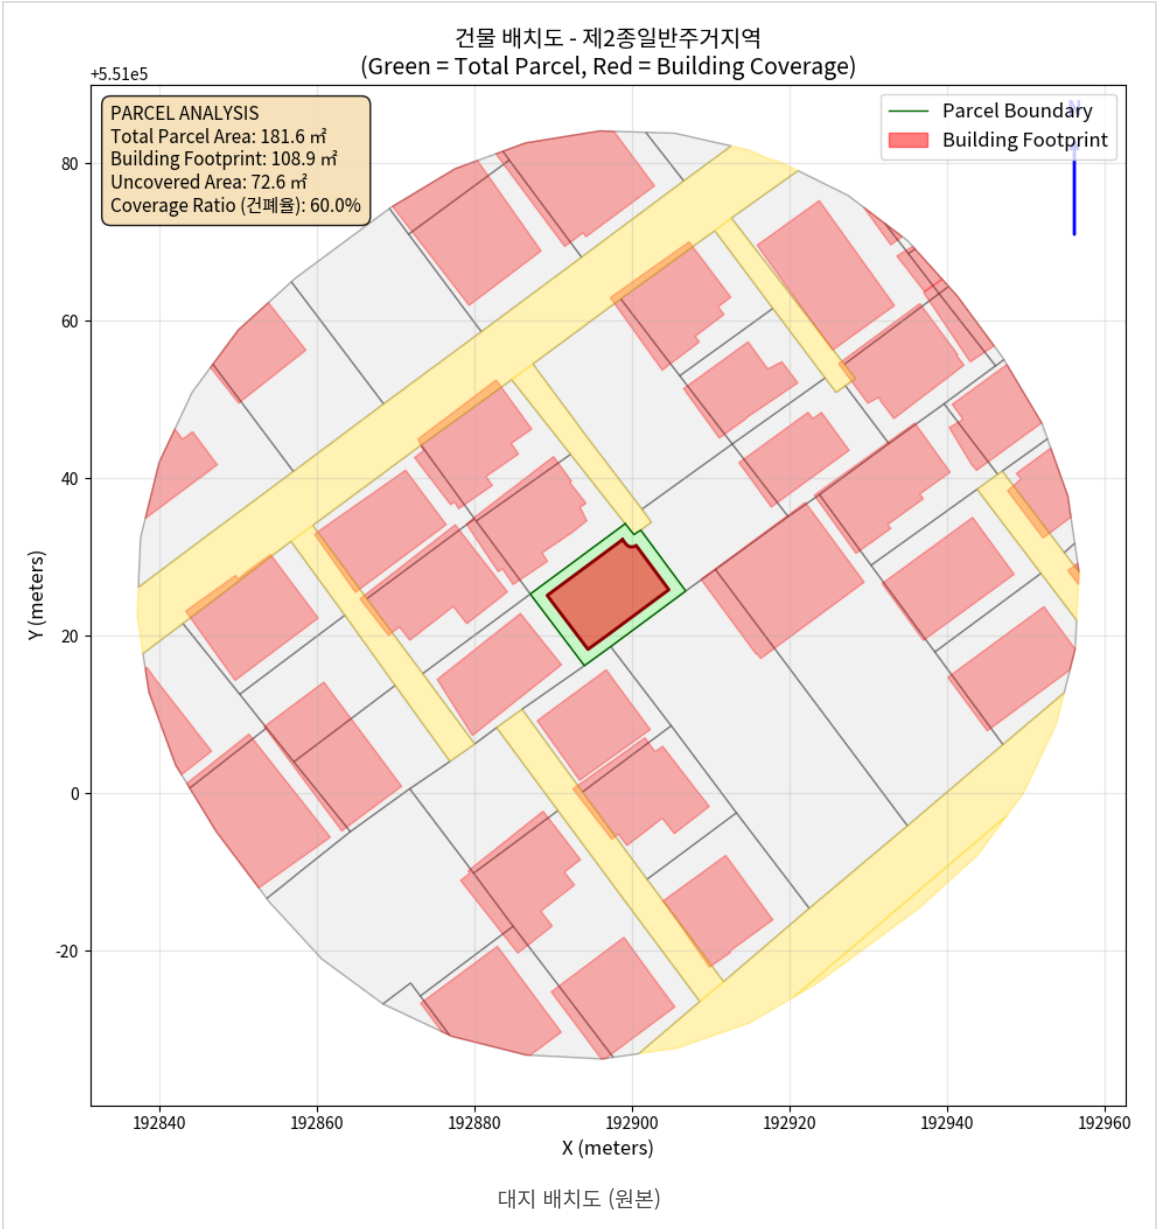 건물 배치도 - 제2종일반주거지역
(Green = Total Parcel, Red = Building Coverage)
+5.51e5
PARCEL ANALYSIS
Total Parcel Area: 181.6 ㎡
Building Footprint: 108.9 ㎡
Uncovered Area: 72.6 ㎡
Coverage Ratio (건폐율): 60.0%
Parcel Boundary
Building Footprint
N
80
60
40
20
0
-20
Y (meters)
192840 192860 192880 192900 192920 192940 192960
X (meters)
대지 배치도 (원본)